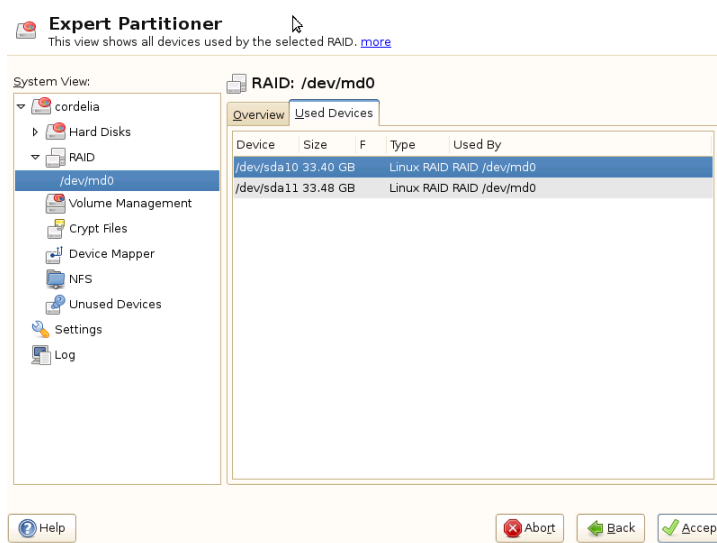 Expert Partitioner
This view shows all devices used by the selected RAID. more
System View:
cordelia
Hard Disks
RAID
/dev/md0
Volume Management
Crypt Files
Device Mapper
NFS
Unused Devices
Settings
Log
RAID: /dev/md0
Overview Used Devices
Device Size F Type Used By
/dev/sda10 33.40 GB Linux RAID RAID /dev/md0
/dev/sda11 33.48 GB Linux RAID RAID /dev/md0
Help Abort Back Accep